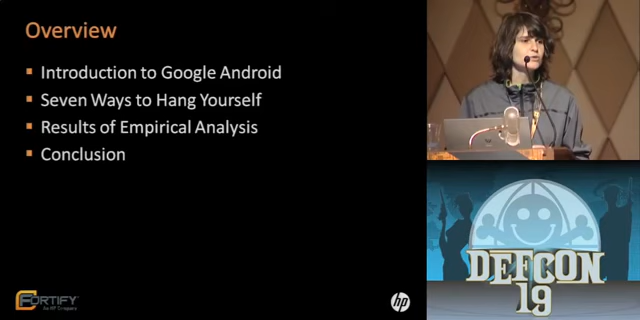 Overview
Introduction to Google Android
Seven Ways to Hang Yourself
Results of Empirical Analysis
Conclusion
FORTIFY
An HP Company
hp
DEFCON
19